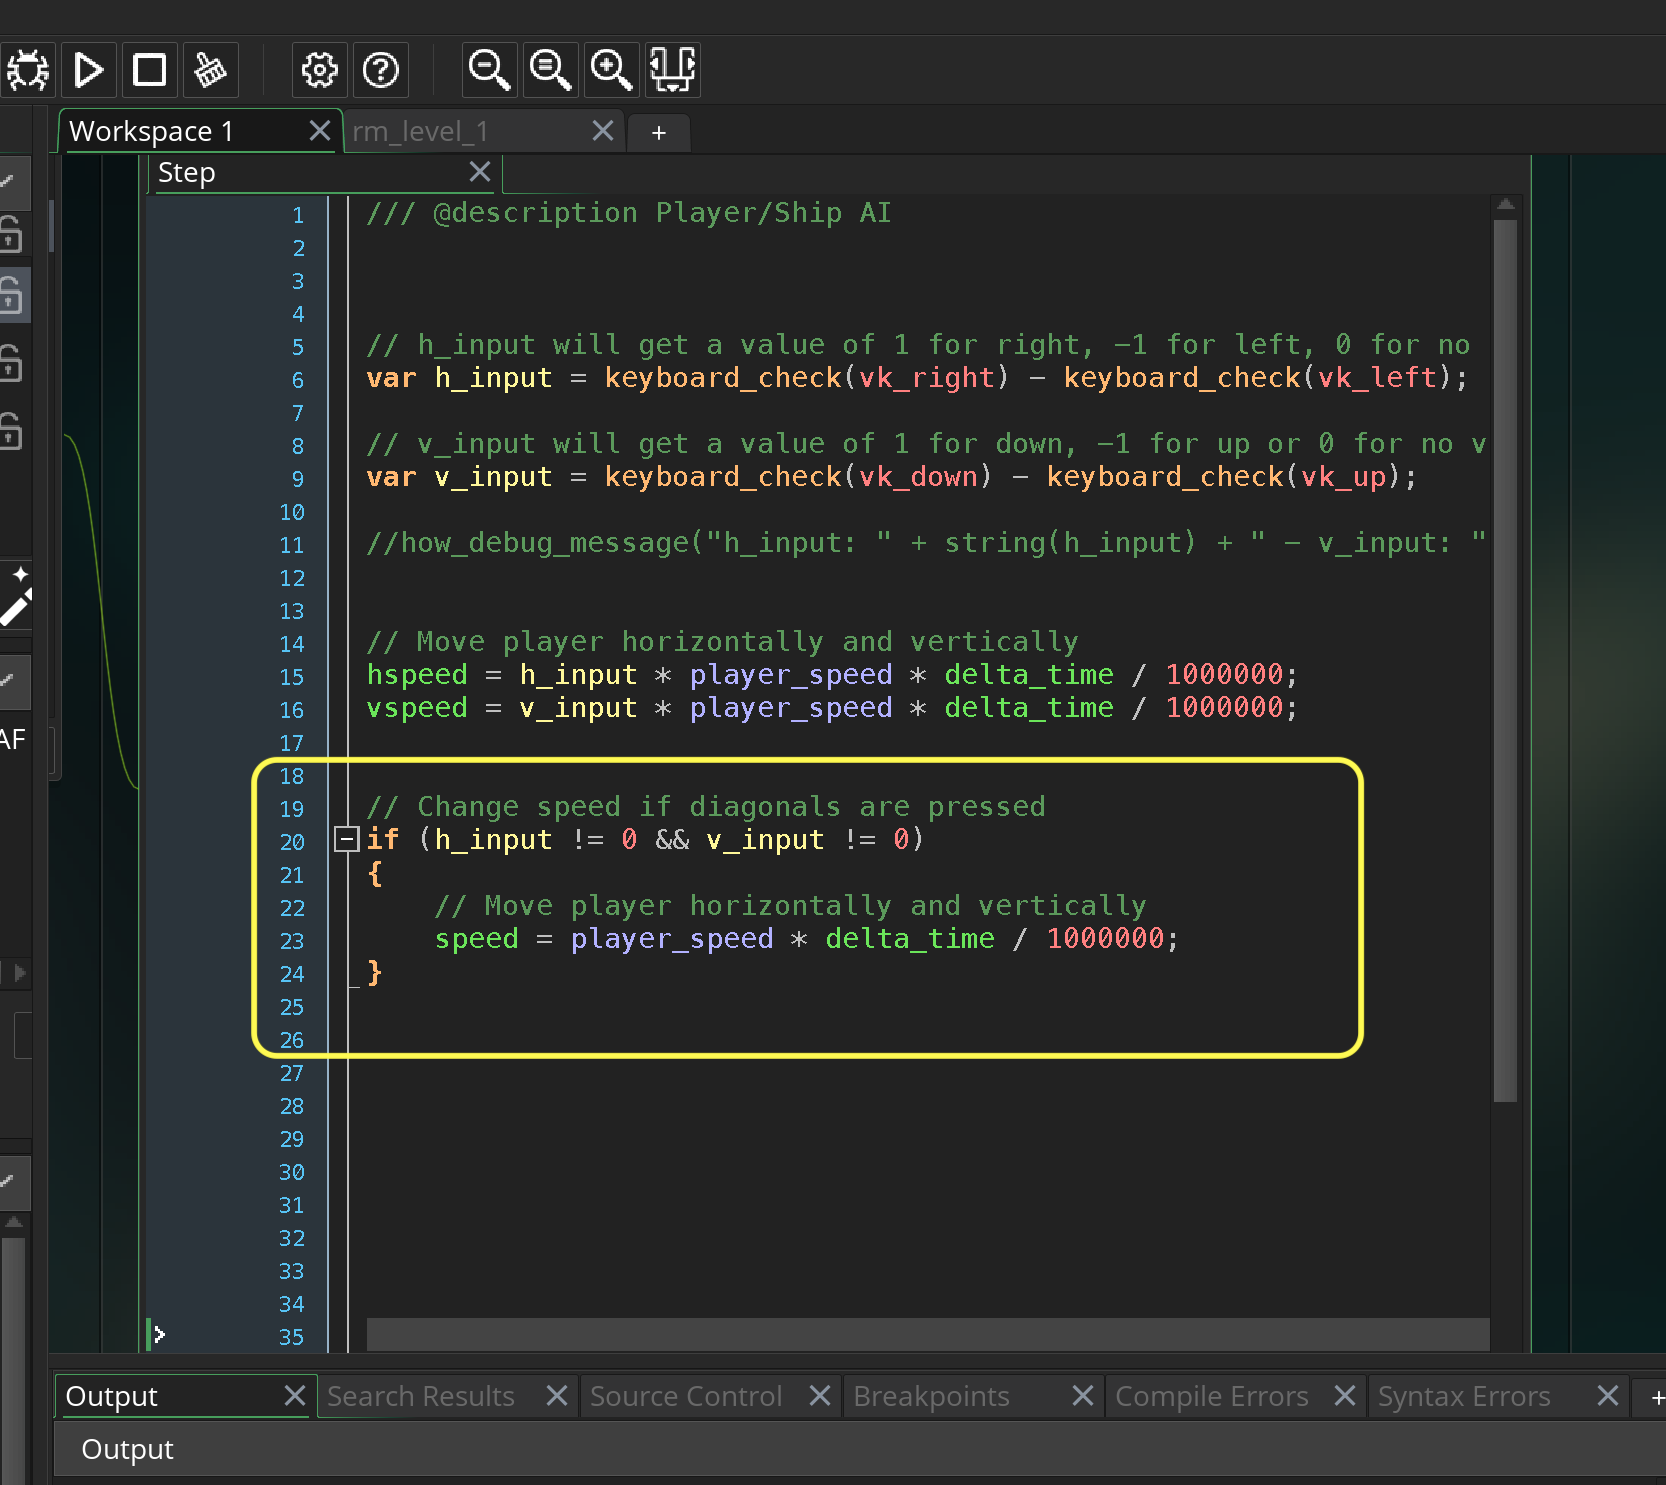 Workspace 1
rm_level_1
+
Step
1 /// @description Player/Ship AI
2
3
4
5 // h_input will get a value of 1 for right, -1 for left, 0 for no
6 var h_input = keyboard_check(vk_right) - keyboard_check(vk_left);
7
8 // v_input will get a value of 1 for down, -1 for up or 0 for no v
9 var v_input = keyboard_check(vk_down) - keyboard_check(vk_up);
10
11 //how_debug_message("h_input: " + string(h_input) + " - v_input: "
12
13
14 // Move player horizontally and vertically
15 hspeed = h_input * player_speed * delta_time / 1000000;
16 vspeed = v_input * player_speed * delta_time / 1000000;
17
18
19 // Change speed if diagonals are pressed
20 if (h_input != 0 && v_input != 0)
21 {
22 // Move player horizontally and vertically
23 speed = player_speed * delta_time / 1000000;
24 }
25
26
27
28
29
30
31
32
33
34
35
AF
Output
Search Results
Source Control
Breakpoints
Compile Errors
Syntax Errors
+
Output